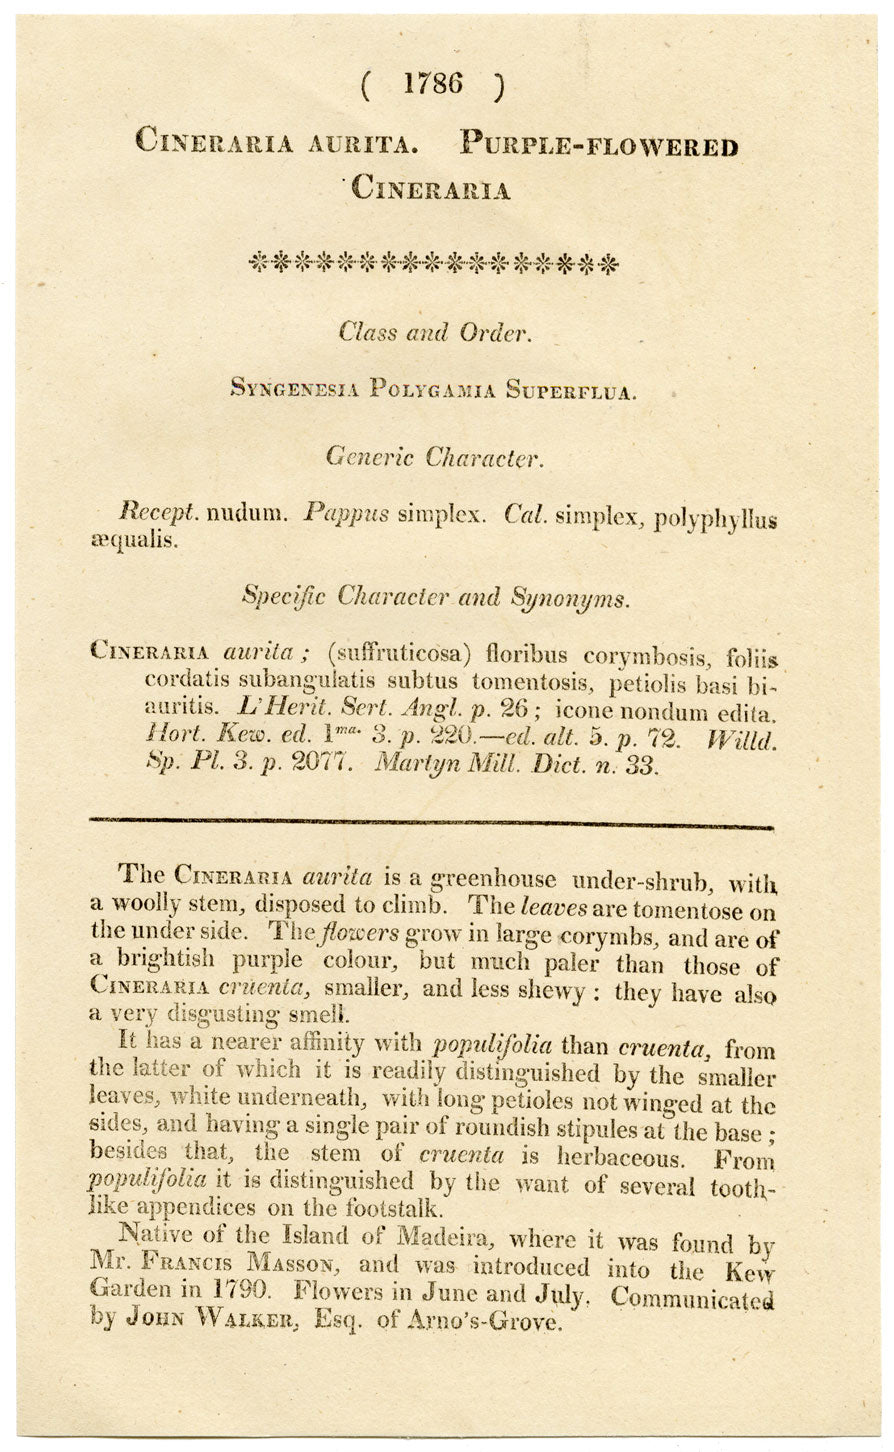 ( 1786 )
CINERARIA AURITA. PURPLE-FLOWERED
CINERARIA
Class and Order.
SYNGENESIA POLYGAMIA SUPERFLUA.
Generic Character.
Recept. nudum. Pappus simplex. Cal. simplex, polyphyllus
æqualis.
Specific Character and Synonyms.
CINERARIA aurita; (suffruticosa) floribus corymbosis, foliis
cordatis subangulatis subtus tomentosis, petiolis basi bi-
auritis. L'Herit. Sert. Angl. p. 26; icone nondum edita.
Hort. Kew. ed. 1ma. 3. p. 220.—ed. alt. 5. p. 72. Willd.
Sp. Pl. 3. p. 2077. Martyn Mill. Dict. n. 33.
The CINERARIA aurita is a greenhouse under-shrub, with
a woolly stem, disposed to climb. The leaves are tomentose on
the under side. The flowers grow in large corymbs, and are of
a brightish purple colour, but much paler than those of
CINERARIA cruenta, smaller, and less shewy: they have also
a very disgusting smell.
It has a nearer affinity with populifolia than cruenta, from
the latter of which it is readily distinguished by the smaller
leaves, white underneath, with long petioles not winged at the
sides, and having a single pair of roundish stipules at the base;
besides that, the stem of cruenta is herbaceous. From
populifolia it is distinguished by the want of several tooth-
like appendices on the footstalk.
Native of the Island of Madeira, where it was found by
Mr. FRANCIS MASSON, and was introduced into the Kew
Garden in 1790. Flowers in June and July. Communicated
by JOHN WALKER, Esq. of Arno's-Grove.